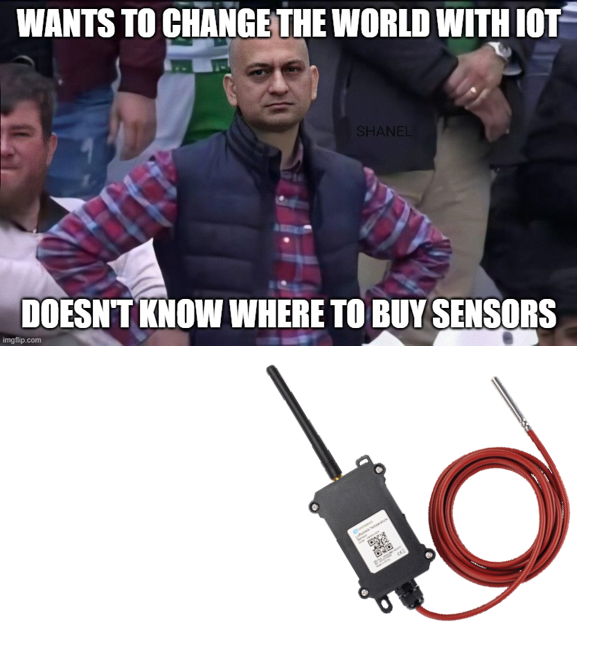 WANTS TO CHANGE THE WORLD WITH IOT
SHANEL
DOESN'T KNOW WHERE TO BUY SENSORS
imgflip.com